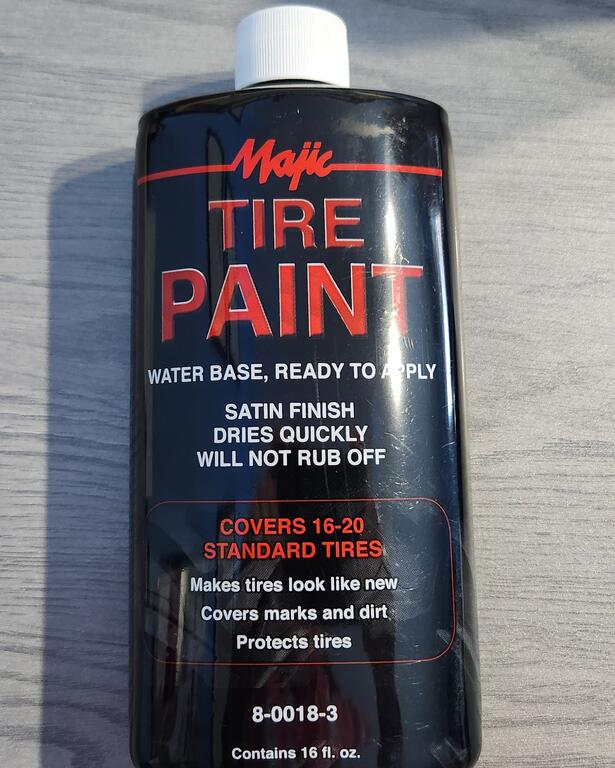 Majic
TIRE
PAINT
WATER BASE, READY TO APPLY
SATIN FINISH
DRIES QUICKLY
WILL NOT RUB OFF
COVERS 16-20
STANDARD TIRES
Makes tires look like new
Covers marks and dirt
Protects tires
8-0018-3
Contains 16 fl. oz.